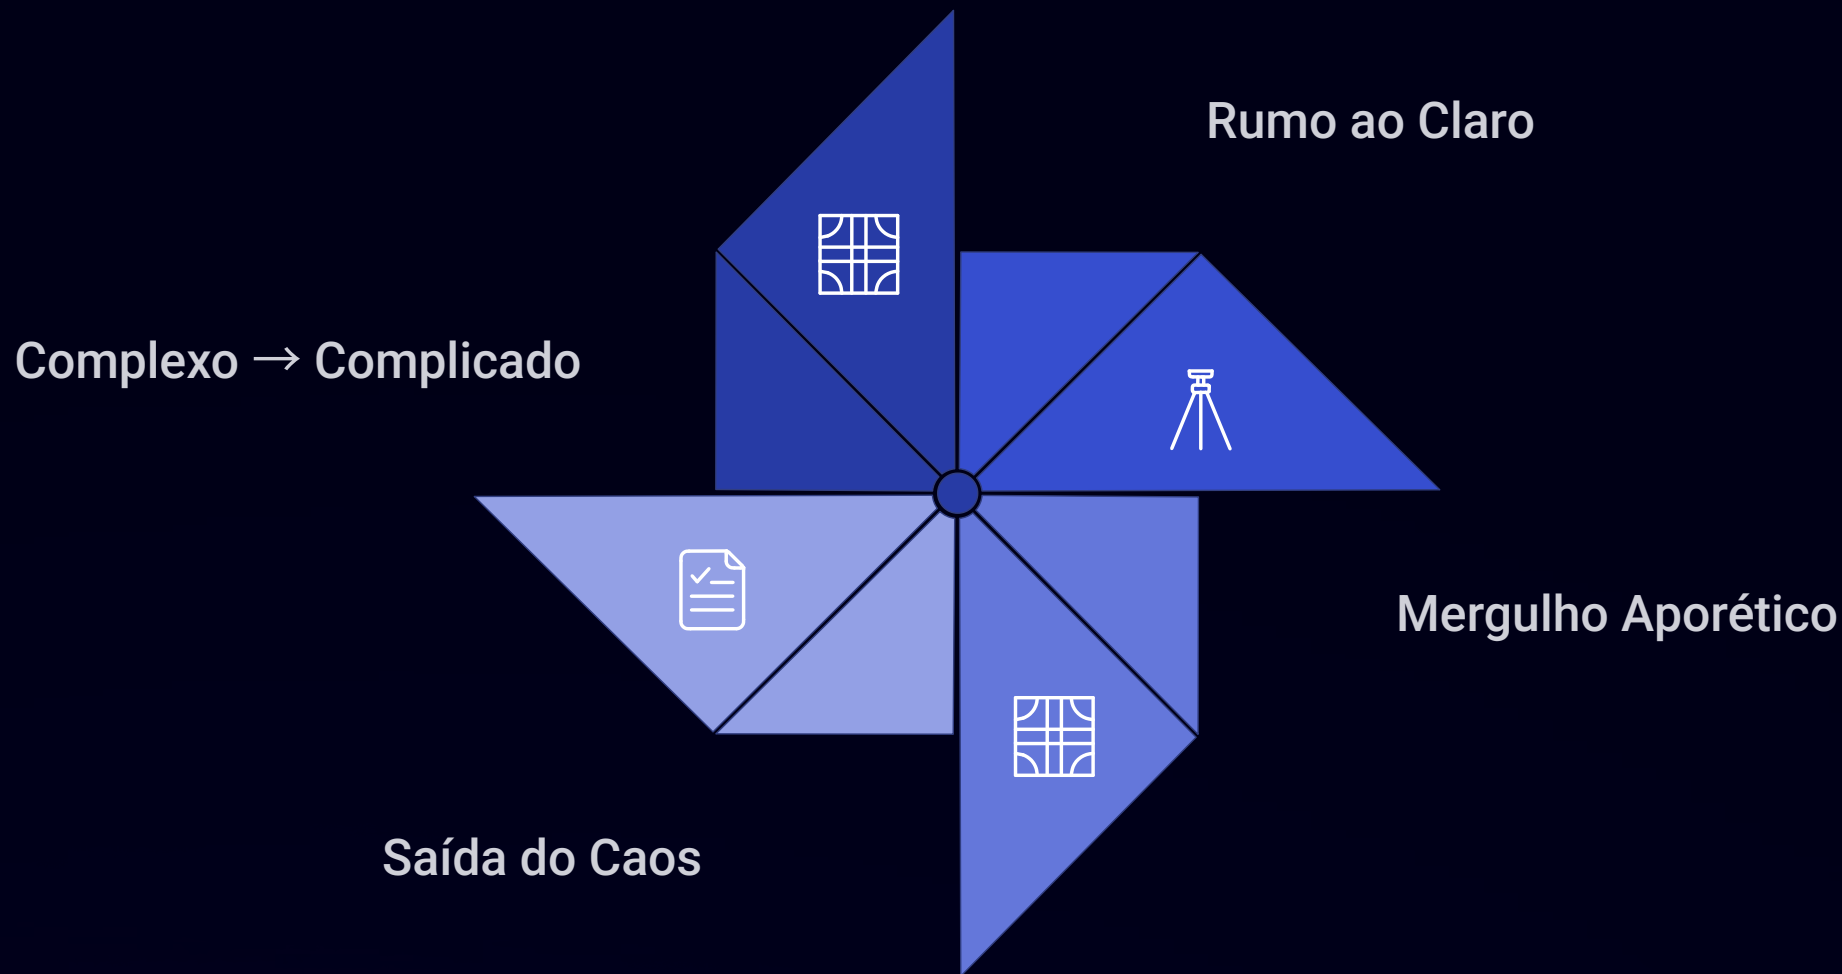 Rumo ao Claro
Complexo → Complicado
Mergulho Aporético
Saída do Caos